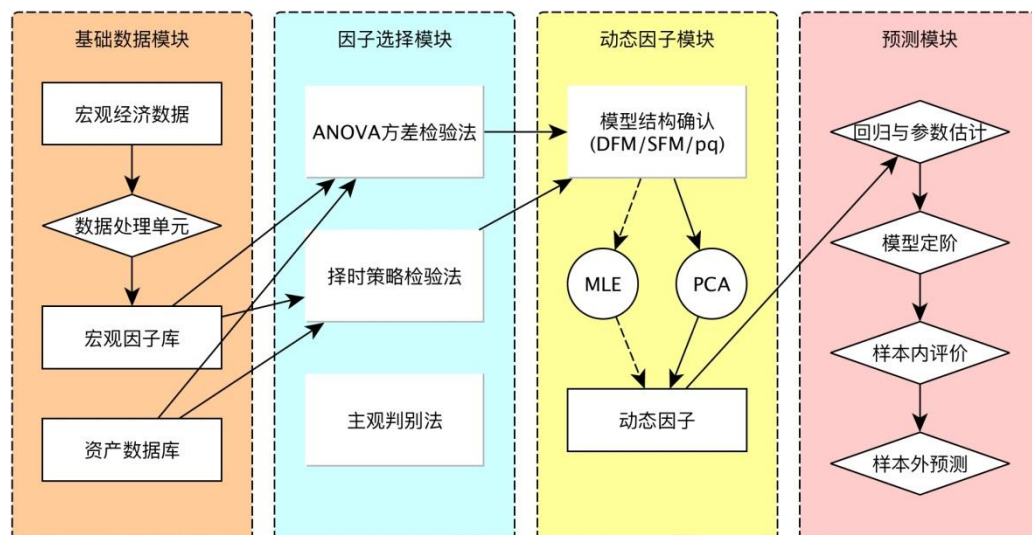 基础数据模块
宏观经济数据
数据处理单元
宏观因子库
资产数据库
因子选择模块
ANOVA方差检验法
择时策略检验法
主观判别法
动态因子模块
模型结构确认
(DFM/SFM/pq)
MLE
PCA
动态因子
预测模块
回归与参数估计
模型定阶
样本内评价
样本外预测